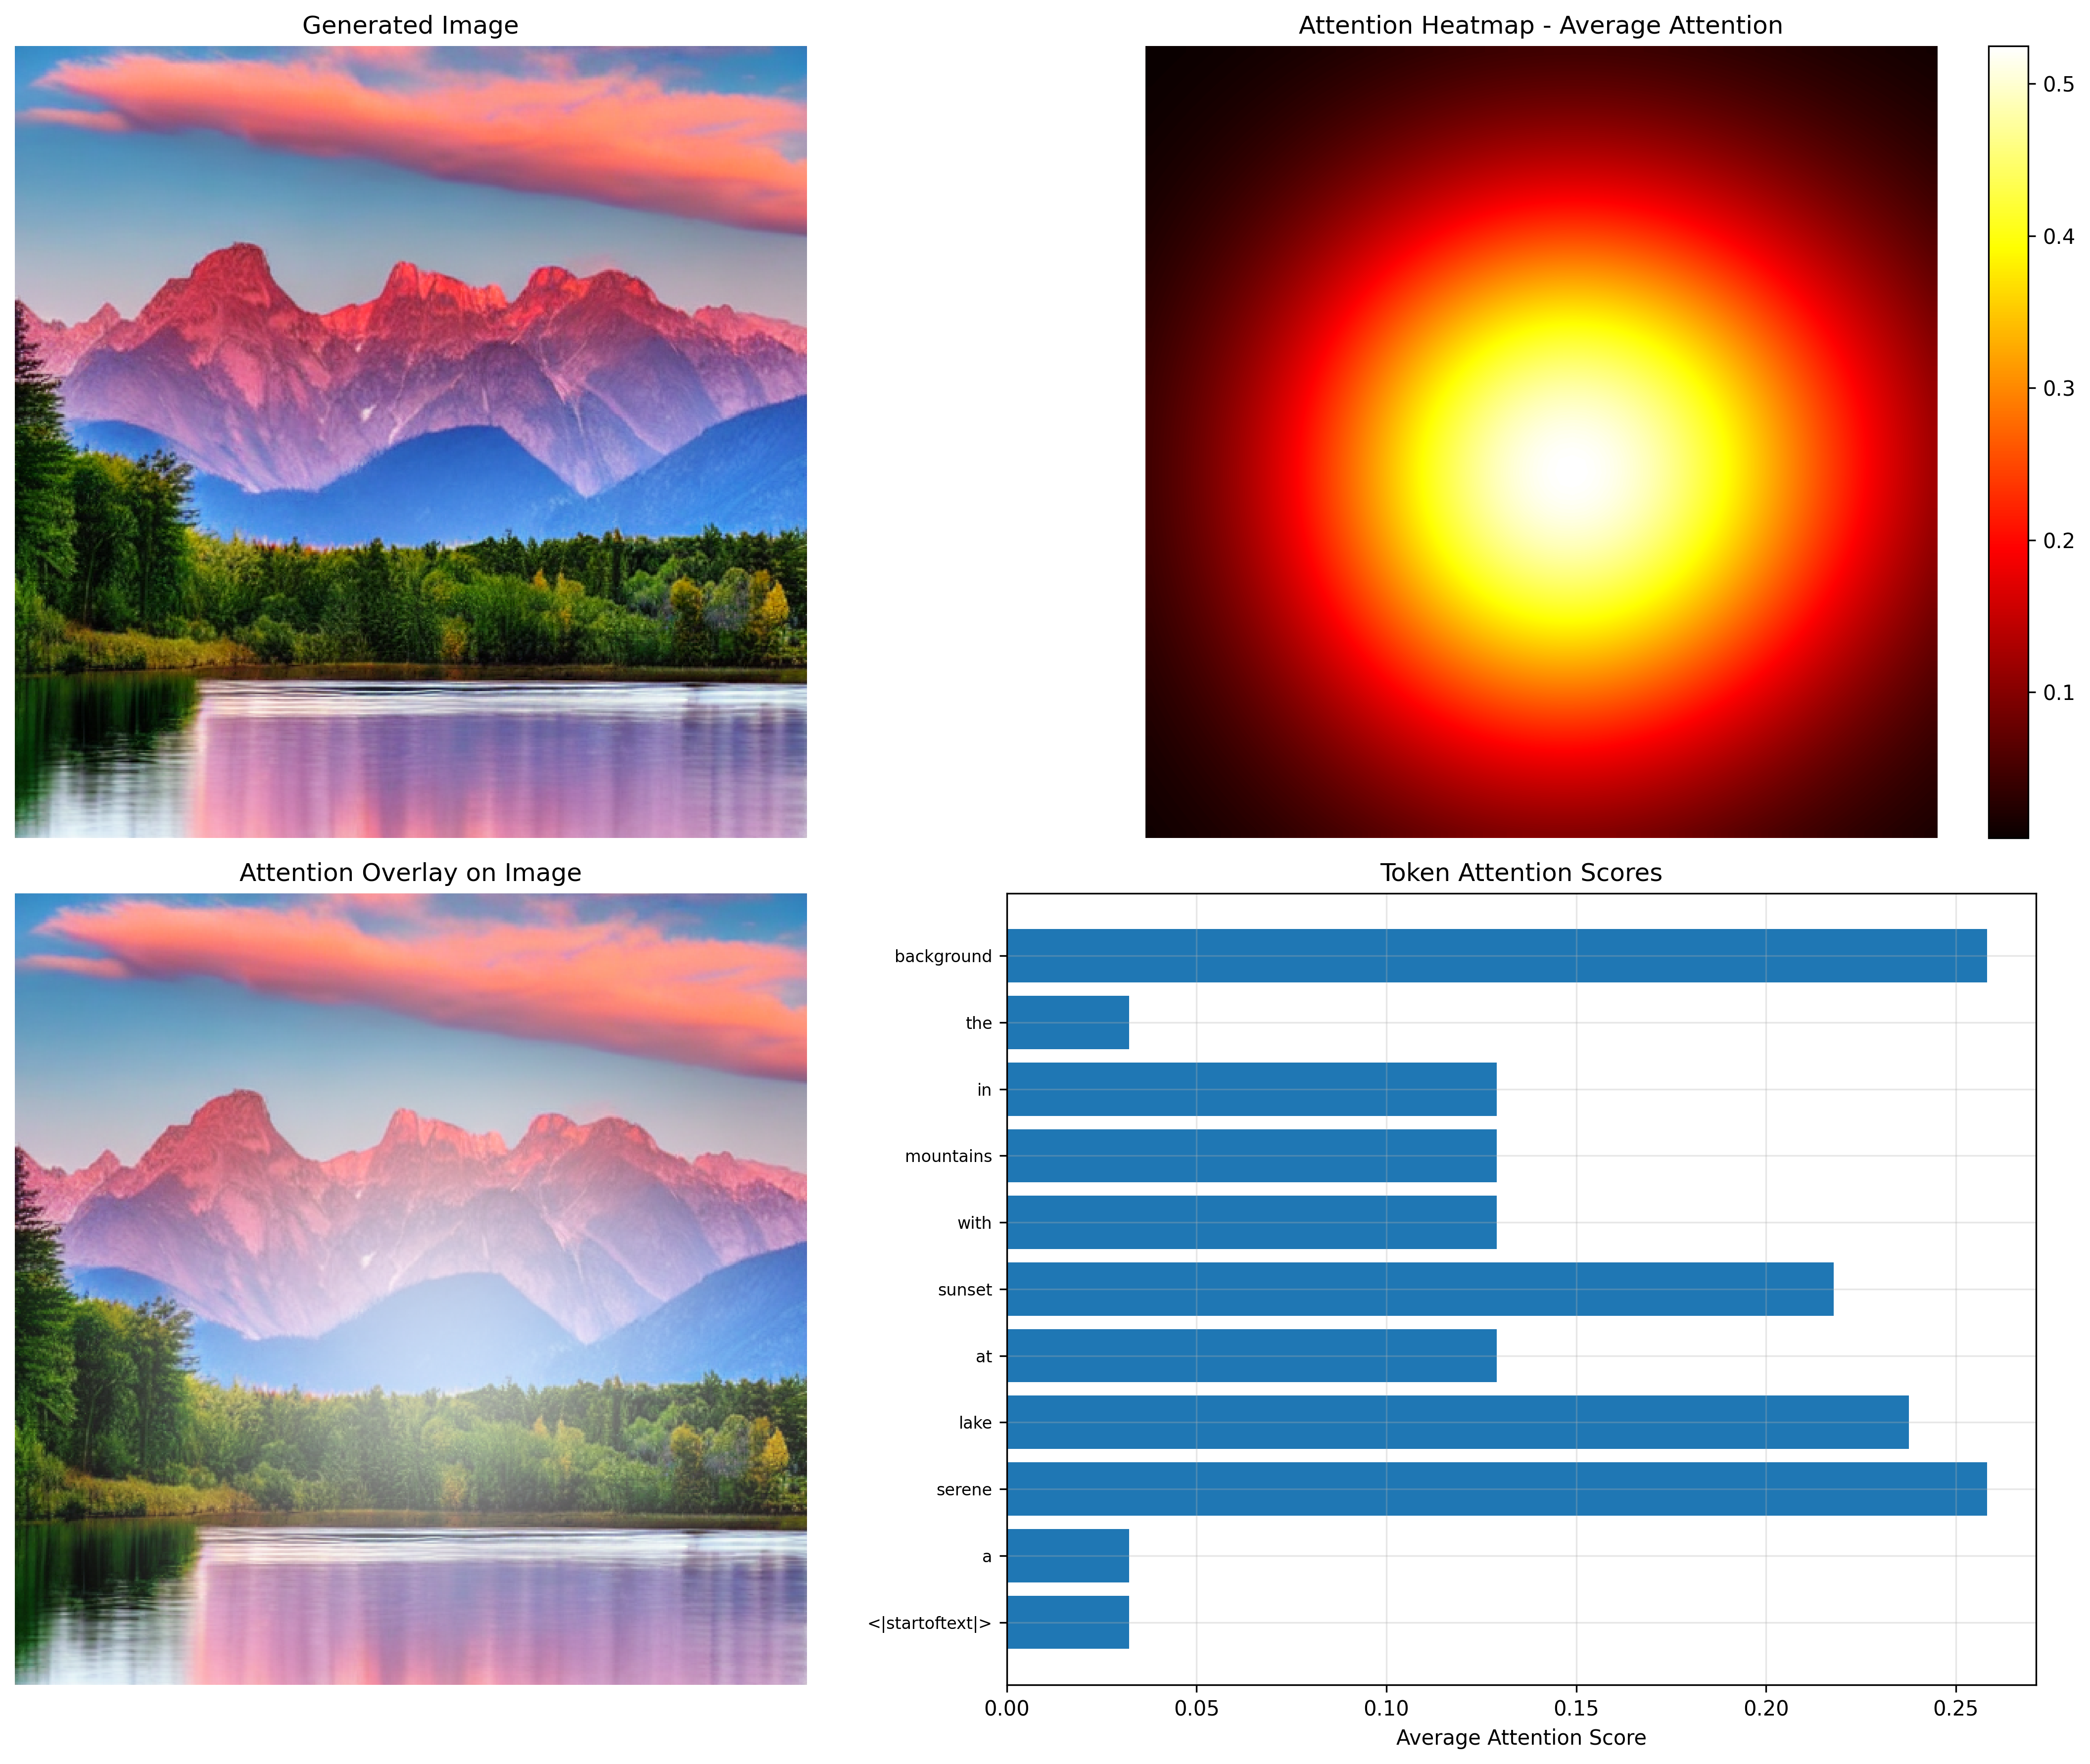 Generated Image
Attention Heatmap - Average Attention
0.5
0.4
0.3
0.2
0.1
Attention Overlay on Image
Token Attention Scores
background
the
in
mountains
with
sunset
at
lake
serene
a
<|startoftext|>
0.00 0.05 0.10 0.15 0.20 0.25
Average Attention Score